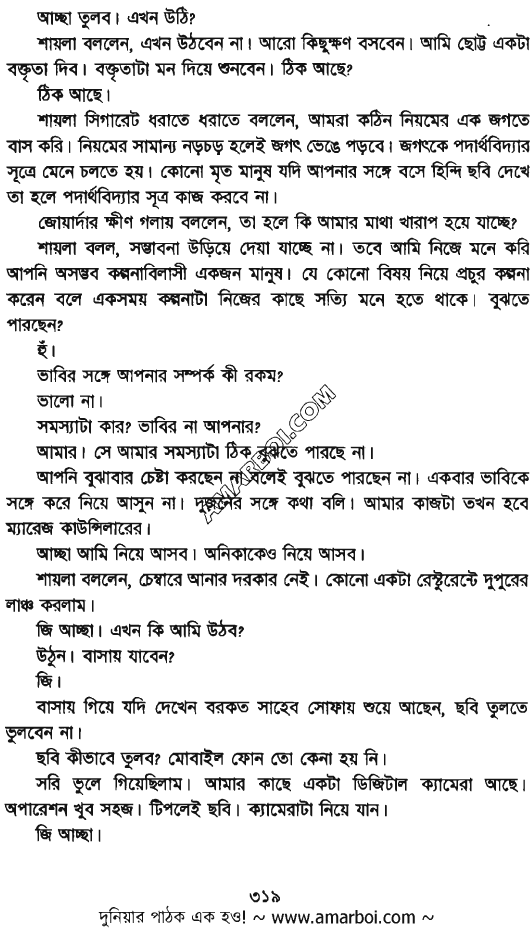 আচ্ছা তুলব। এখন উঠি?
শায়লা বললেন, এখন উঠবেন না। আরো কিছুক্ষণ বসবেন। আমি ছোট্ট একটা
বক্তৃতা দিব। বক্তৃতাটা মন দিয়ে শুনবেন। ঠিক আছে?
ঠিক আছে।
শায়লা সিগারেট ধরাতে ধরাতে বললেন, আমরা কঠিন নিয়মের এক জগতে
বাস করি। নিয়মের সামান্য নড়চড় হলেই জগৎ ভেঙে পড়বে। জগৎকে পদার্থবিদ্যার
সূত্রে মেনে চলতে হয়। কোনো মৃত মানুষ যদি আপনার সঙ্গে বসে হিন্দি ছবি দেখে
তা হলে পদার্থবিদ্যার সূত্র কাজ করবে না।
জোয়ার্দার ক্ষীণ গলায় বললেন, তা হলে কি আমার মাথা খারাপ হয়ে যাচ্ছে?
শায়লা বলল, সম্ভাবনা উড়িয়ে দেয়া যাচ্ছে না। তবে আমি নিজে মনে করি
আপনি অসম্ভব কল্পনাবিলাসী একজন মানুষ। যে কোনো বিষয় নিয়ে প্রচুর কল্পনা
করেন বলে একসময় কল্পনাটা নিজের কাছে সত্যি মনে হতে থাকে। বুঝতে
পারছেন?
হুঁ।
ভাবির সঙ্গে আপনার সম্পর্ক কী রকম?
ভালো না।
সমস্যাটা কার? ভাবির না আপনার?
আমার। সে আমার সমস্যাটা ঠিক বুঝতে পারছে না।
আপনি বুঝাবার চেষ্টা করছেন না বলেই বুঝতে পারছেন না। একবার ভাবিকে
সঙ্গে করে নিয়ে আসুন না। দুজনের সঙ্গে কথা বলি। আমার কাজটা তখন হবে
ম্যারেজ কাউন্সিলারের।
আচ্ছা আমি নিয়ে আসব। অনিকাকেও নিয়ে আসব।
শায়লা বললেন, চেম্বারে আনার দরকার নেই। কোনো একটা রেস্টুরেন্টে দুপুরের
লাঞ্চ করলাম।
জি আচ্ছা। এখন কি আমি উঠব?
উঠুন। বাসায় যাবেন?
জি।
বাসায় গিয়ে যদি দেখেন বরকত সাহেব সোফায় শুয়ে আছেন, ছবি তুলতে
ভুলবেন না।
ছবি কীভাবে তুলব? মোবাইল ফোন তো কেনা হয় নি।
সরি ভুলে গিয়েছিলাম। আমার কাছে একটা ডিজিটাল ক্যামেরা আছে।
অপারেশন খুব সহজ। টিপলেই ছবি। ক্যামেরাটা নিয়ে যান।
জি আচ্ছা।
AMARBOI.COM
৩১৯
দুনিয়ার পাঠক এক হও! ~ www.amarboi.com ~